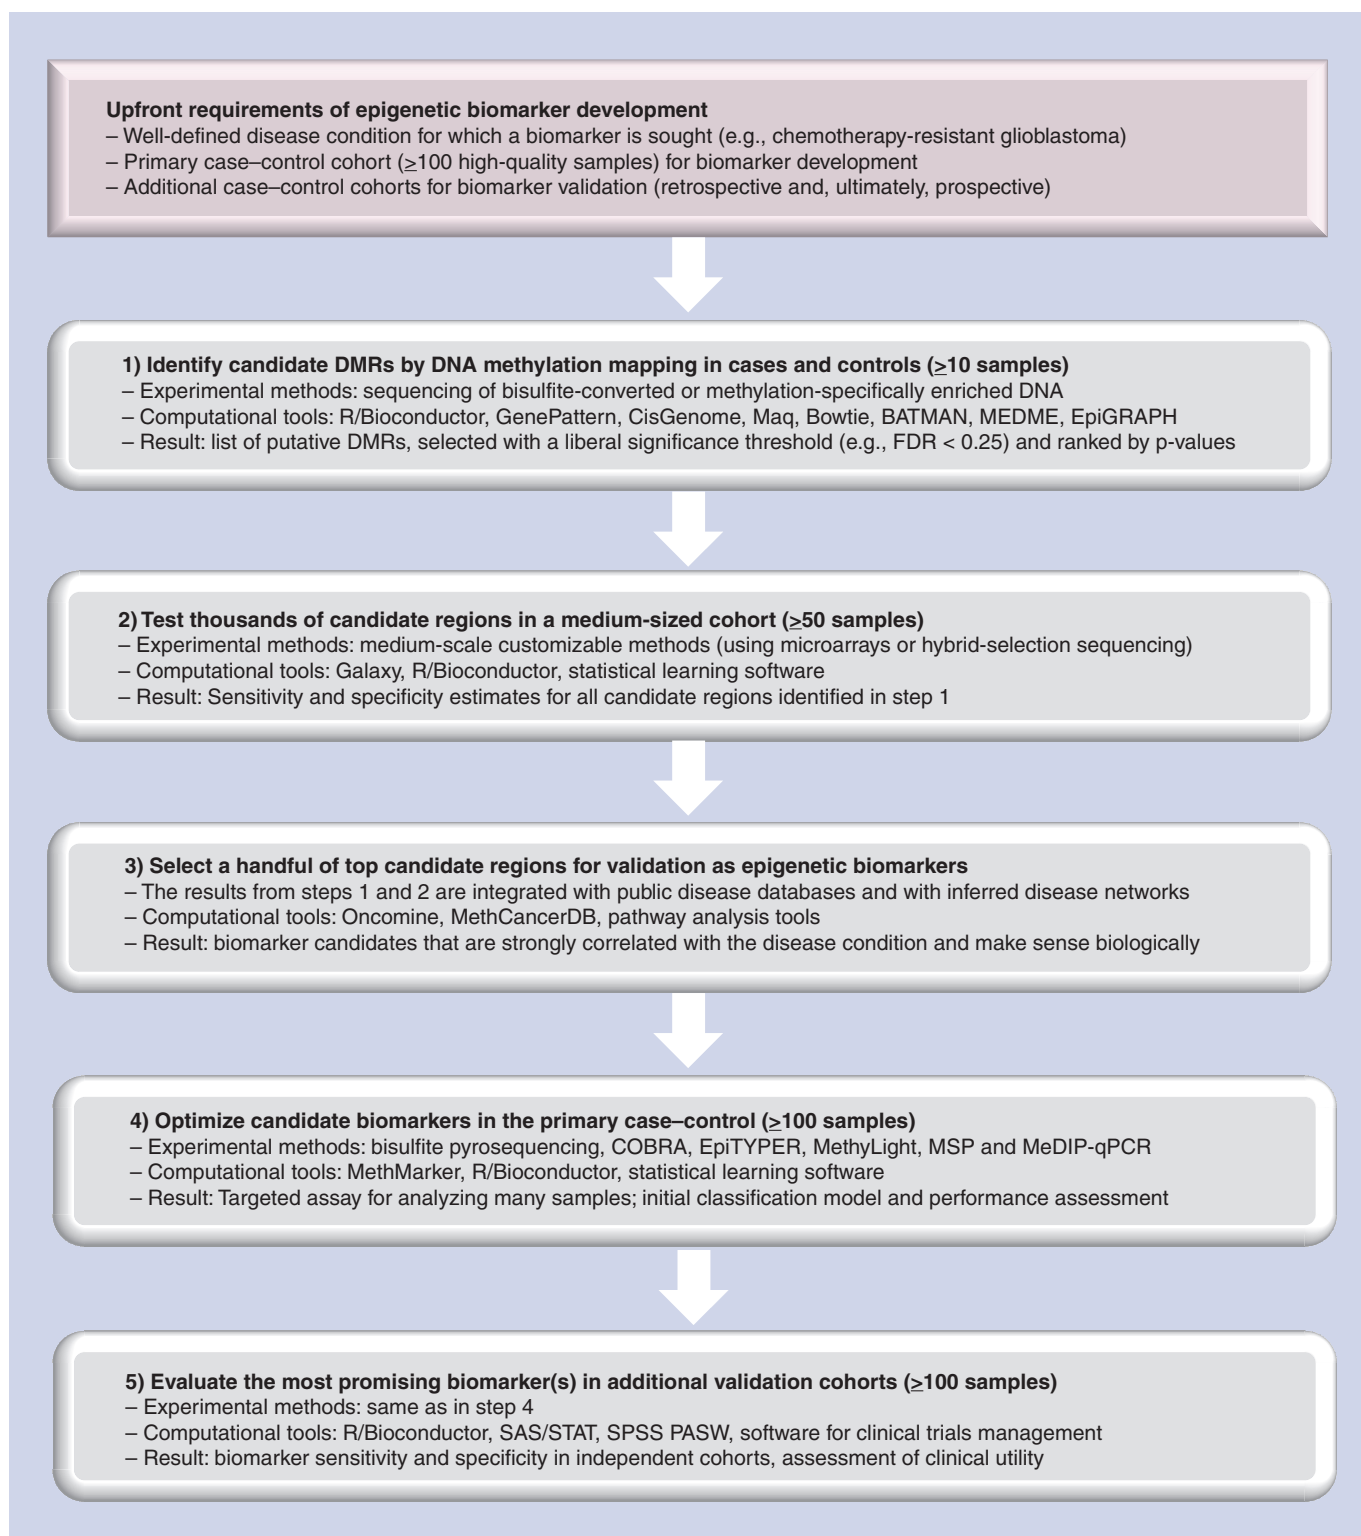 Upfront requirements of epigenetic biomarker development
– Well-defined disease condition for which a biomarker is sought (e.g., chemotherapy-resistant glioblastoma)
– Primary case–control cohort (≥100 high-quality samples) for biomarker development
– Additional case–control cohorts for biomarker validation (retrospective and, ultimately, prospective)
1) Identify candidate DMRs by DNA methylation mapping in cases and controls (≥10 samples)
– Experimental methods: sequencing of bisulfite-converted or methylation-specifically enriched DNA
– Computational tools: R/Bioconductor, GenePattern, CisGenome, Maq, Bowtie, BATMAN, MEDME, EpiGRAPH
– Result: list of putative DMRs, selected with a liberal significance threshold (e.g., FDR < 0.25) and ranked by p-values
2) Test thousands of candidate regions in a medium-sized cohort (≥50 samples)
– Experimental methods: medium-scale customizable methods (using microarrays or hybrid-selection sequencing)
– Computational tools: Galaxy, R/Bioconductor, statistical learning software
– Result: Sensitivity and specificity estimates for all candidate regions identified in step 1
3) Select a handful of top candidate regions for validation as epigenetic biomarkers
– The results from steps 1 and 2 are integrated with public disease databases and with inferred disease networks
– Computational tools: Oncomine, MethCancerDB, pathway analysis tools
– Result: biomarker candidates that are strongly correlated with the disease condition and make sense biologically
4) Optimize candidate biomarkers in the primary case–control (≥100 samples)
– Experimental methods: bisulfite pyrosequencing, COBRA, EpiTYPER, MethyLight, MSP and MeDIP-qPCR
– Computational tools: MethMarker, R/Bioconductor, statistical learning software
– Result: Targeted assay for analyzing many samples; initial classification model and performance assessment
5) Evaluate the most promising biomarker(s) in additional validation cohorts (≥100 samples)
– Experimental methods: same as in step 4
– Computational tools: R/Bioconductor, SAS/STAT, SPSS PASW, software for clinical trials management
– Result: biomarker sensitivity and specificity in independent cohorts, assessment of clinical utility